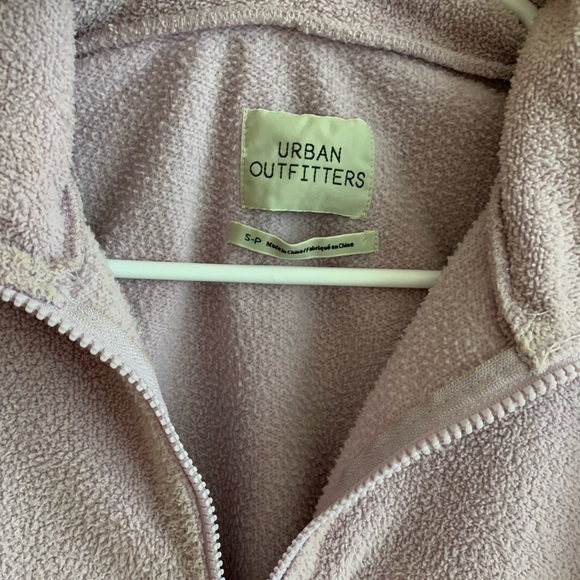 URBAN
OUTFITTERS
S-P Made in China/Fabriqué en Chine